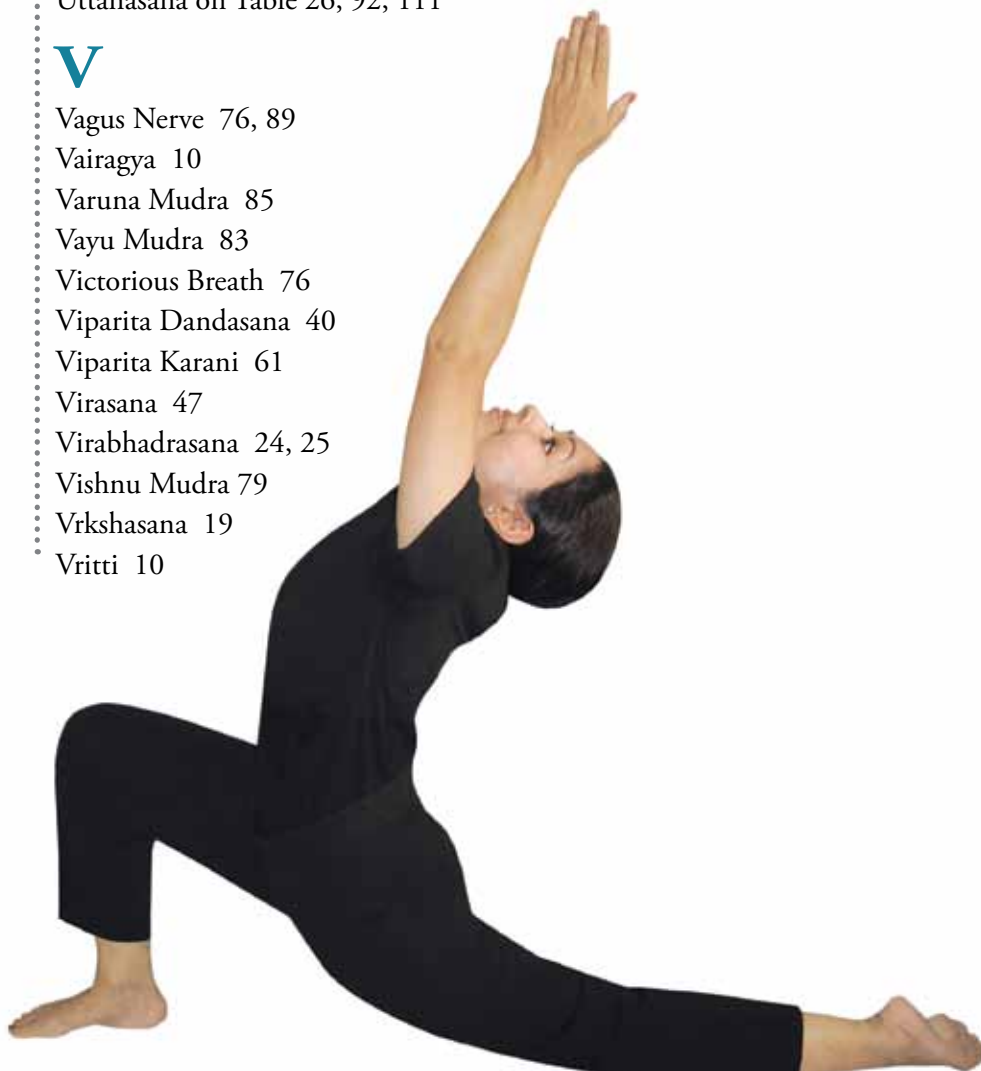 Uttanasana on Table 26, 92, 111
V
Vagus Nerve 76, 89
Vairagya 10
Varuna Mudra 85
Vayu Mudra 83
Victorious Breath 76
Viparita Dandasana 40
Viparita Karani 61
Virasana 47
Virabhadrasana 24, 25
Vishnu Mudra 79
Vrkshasana 19
Vritti 10